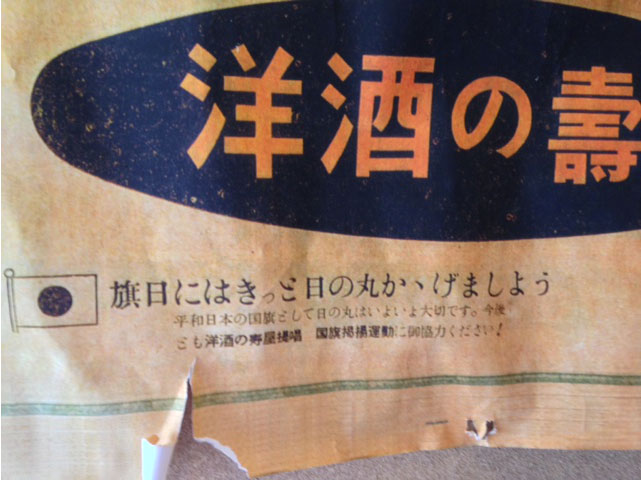 洋酒の壽
旗日にはきっと日の丸かゝげましよう
平和日本の国旗として日の丸はいよいよ大切です。今後
とも洋酒の寿屋提唱 国旗掲揚運動に御協力ください!